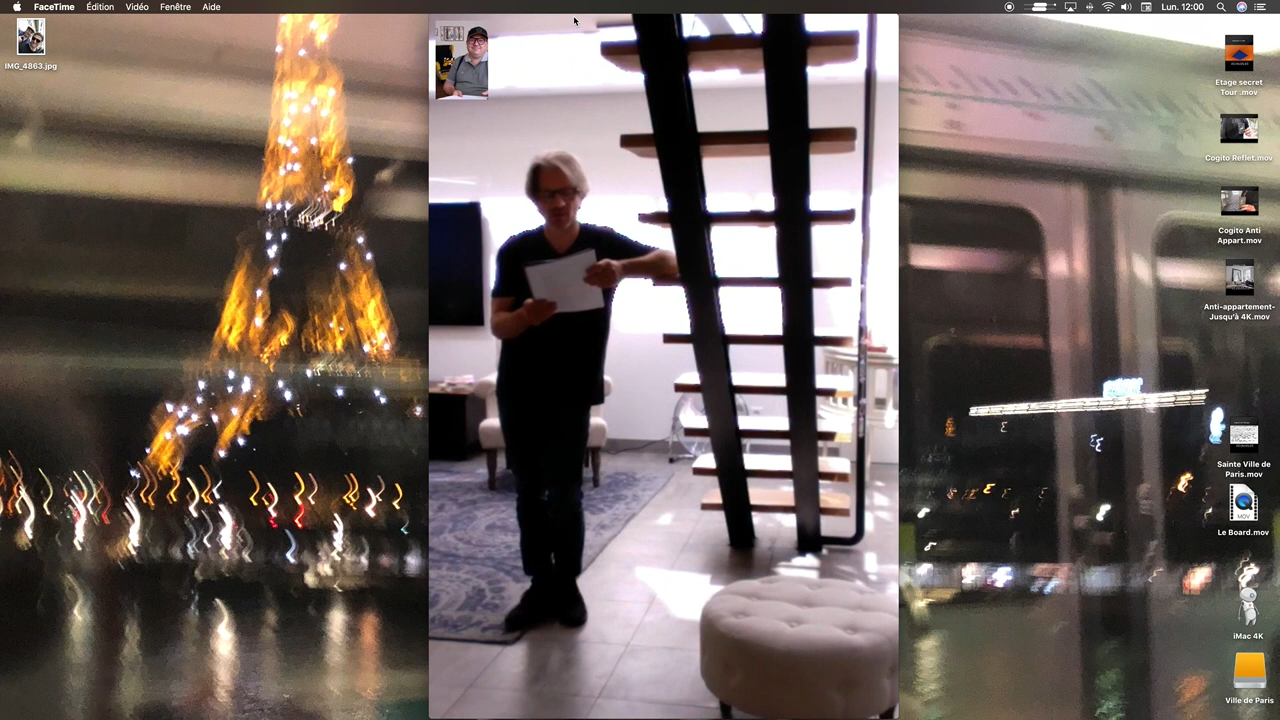 FaceTime Édition Vidéo Fenêtre Aide
Lun. 12:00
IMG_4863.jpg
Etage secret
Tour .mov
Cogito Reflet.mov
Cogito Anti
Appart.mov
Anti-appartement-
Jusqu'à 4K.mov
Sainte Ville de
Paris.mov
MOV
Le Board.mov
iMac 4K
Ville de Paris